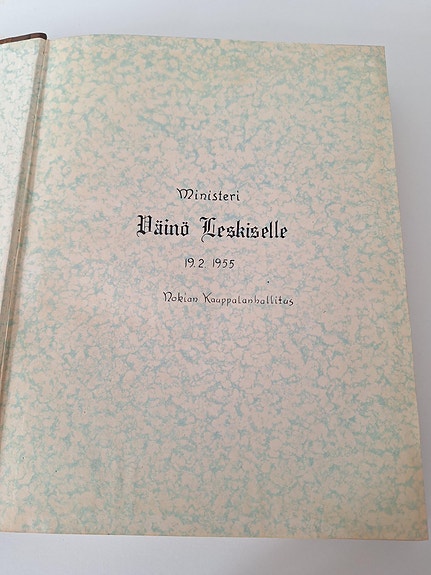 Ministeri
Väinö Leskiselle
19.2.1955
Nokian Kauppalanhallitus